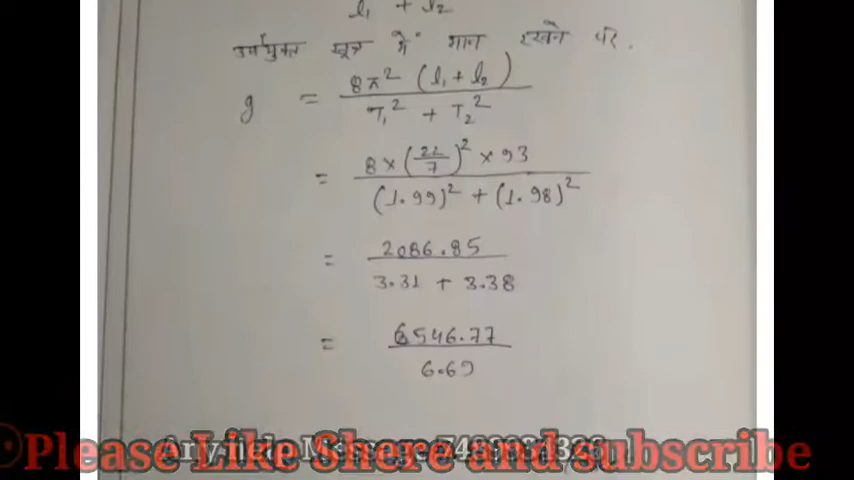 l₁ + l₂
उपर्युक्त सूत्र में मान रखने पर.
g = 8π² (l₁ + l₂) / T₁² + T₂²
= 8 × (22/7)² × 93 / (1.99)² + (1.98)²
= 2086.85 / 3.31 + 3.38
= 6546.77 / 6.69
Please Like Shere and subscribe